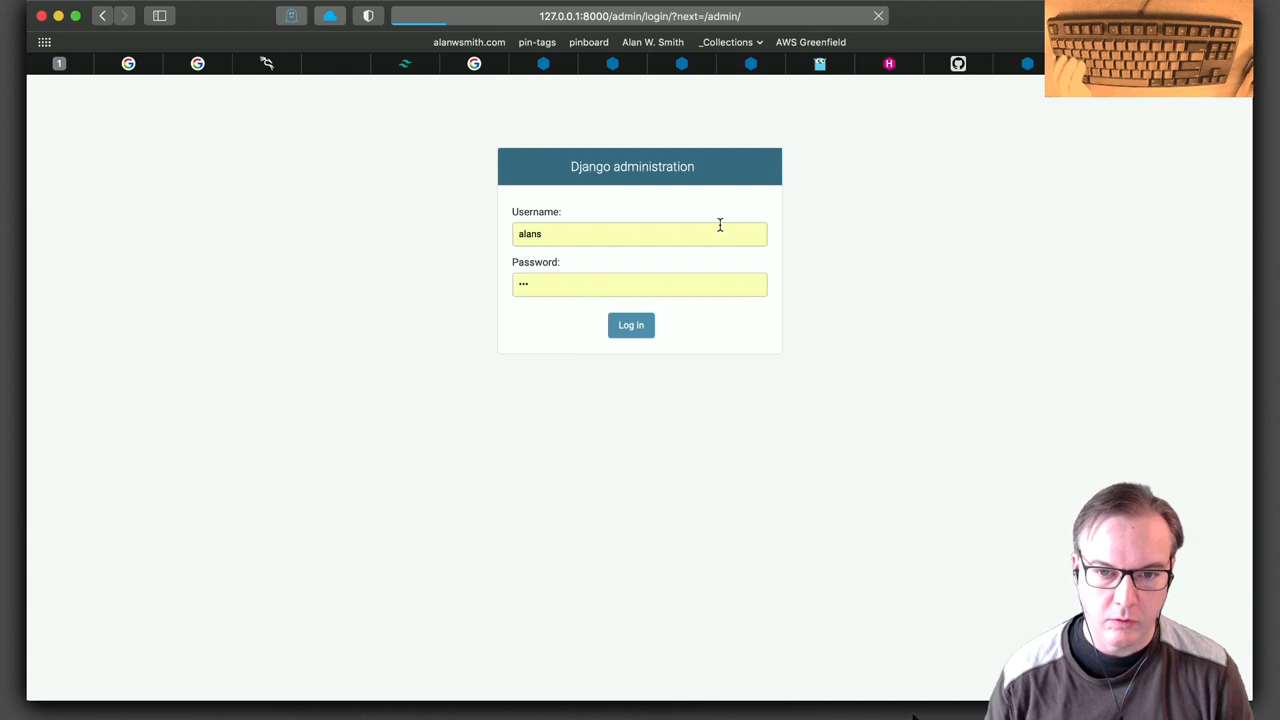 127.0.0.1:8000/admin/login/?next=/admin/
alanwsmith.com pin-tags pinboard Alan W. Smith _Collections AWS Greenfield
1
Django administration
Username:
alans
Password:
•••
Log in